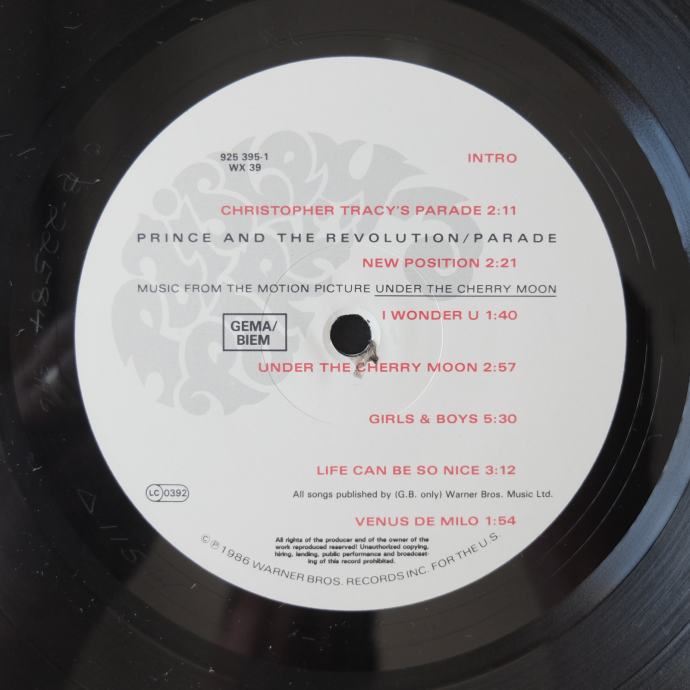 925 395-1
WX 39
INTRO
CHRISTOPHER TRACY'S PARADE 2:11
PRINCE AND THE REVOLUTION/PARADE
NEW POSITION 2:21
MUSIC FROM THE MOTION PICTURE UNDER THE CHERRY MOON
I WONDER U 1:40
GEMA/
BIEM
UNDER THE CHERRY MOON 2:57
GIRLS & BOYS 5:30
LIFE CAN BE SO NICE 3:12
LC 0392
All songs published by (G.B. only) Warner Bros. Music Ltd.
VENUS DE MILO 1:54
All rights of the producer and of the owner of the
work reproduced reserved! Unauthorized copying,
hiring, lending, public performance and broadcast-
ing of this record prohibited.
©℗1986 WARNER BROS. RECORDS INC. FOR THE U.S.